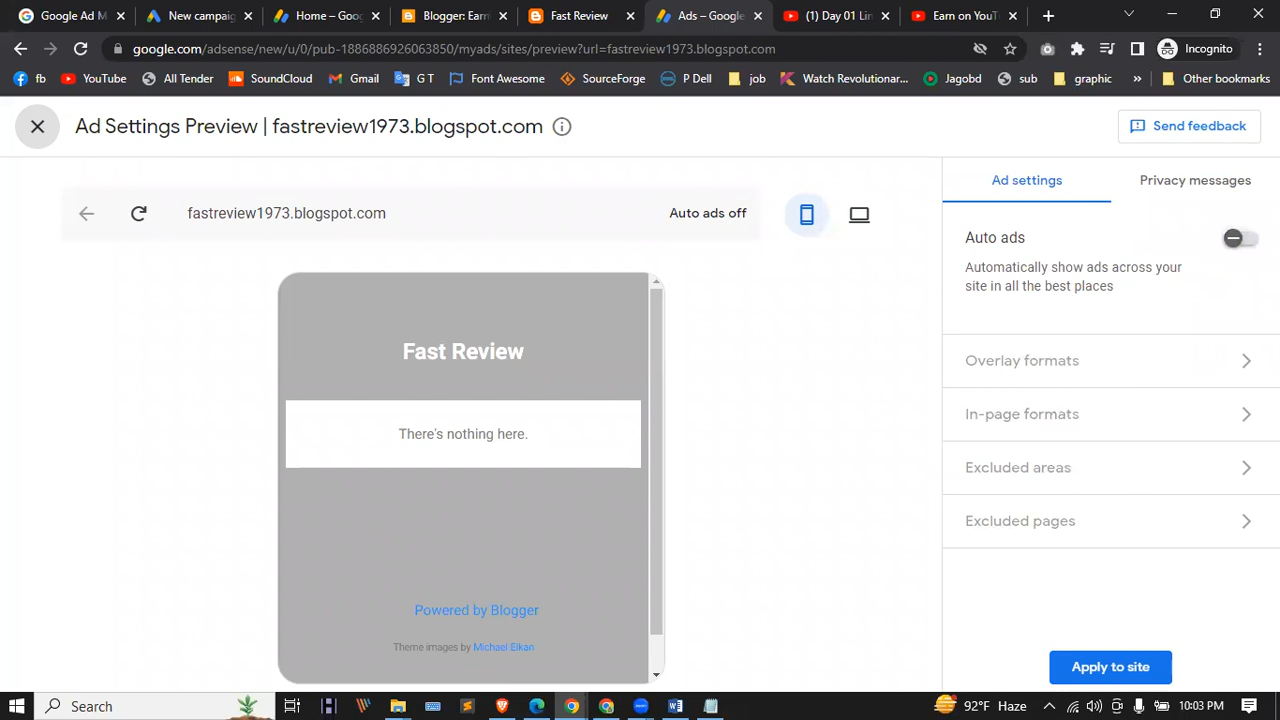 Google Ad M
New campai
Home – Goo
Blogger: Earn
Fast Review
Ads – Google
(1) Day 01 Lin
Earn on YouT
google.com/adsense/new/u/0/pub-1886886926063850/myads/sites/preview?url=fastreview1973.blogspot.com
Incognito
fb
YouTube
All Tender
SoundCloud
Gmail
G T
Font Awesome
SourceForge
P Dell
job
Watch Revolutionar...
Jagobd
sub
graphic
»
Other bookmarks
Ad Settings Preview | fastreview1973.blogspot.com
Send feedback
fastreview1973.blogspot.com
Auto ads off
Ad settings
Privacy messages
Auto ads
Automatically show ads across your
site in all the best places
Overlay formats
In-page formats
Excluded areas
Excluded pages
Apply to site
Fast Review
There's nothing here.
Powered by Blogger
Theme images by Michael Elkan
Search
92°F Haze
10:03 PM